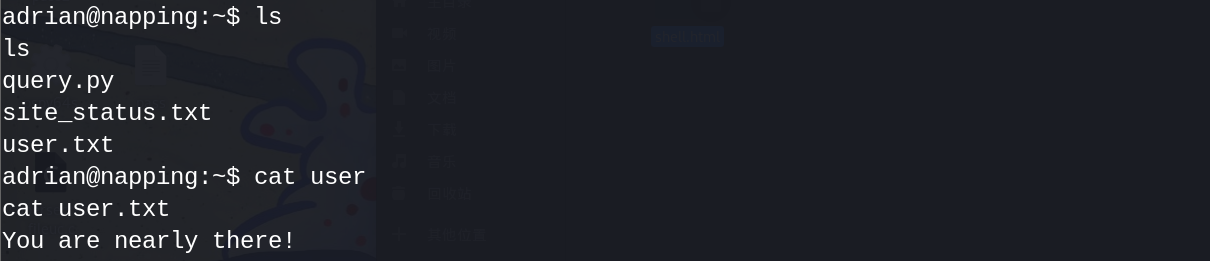 adrian@napping:~$ ls
ls
query.py
site_status.txt
user.txt
adrian@napping:~$ cat user
cat user.txt
You are nearly there!